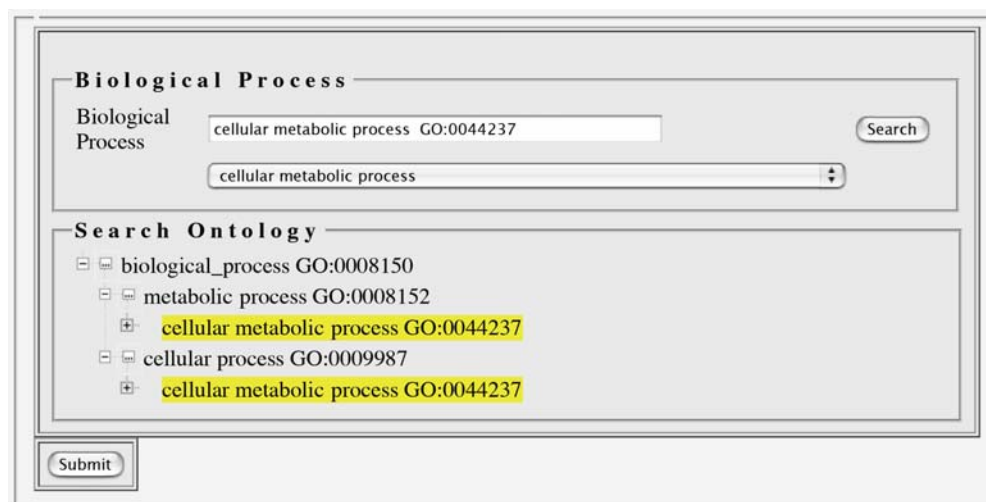 Biological Process
Biological
Process
cellular metabolic process GO:0044237
Search
cellular metabolic process
Search Ontology
biological_process GO:0008150
metabolic process GO:0008152
cellular metabolic process GO:0044237
cellular process GO:0009987
cellular metabolic process GO:0044237
Submit